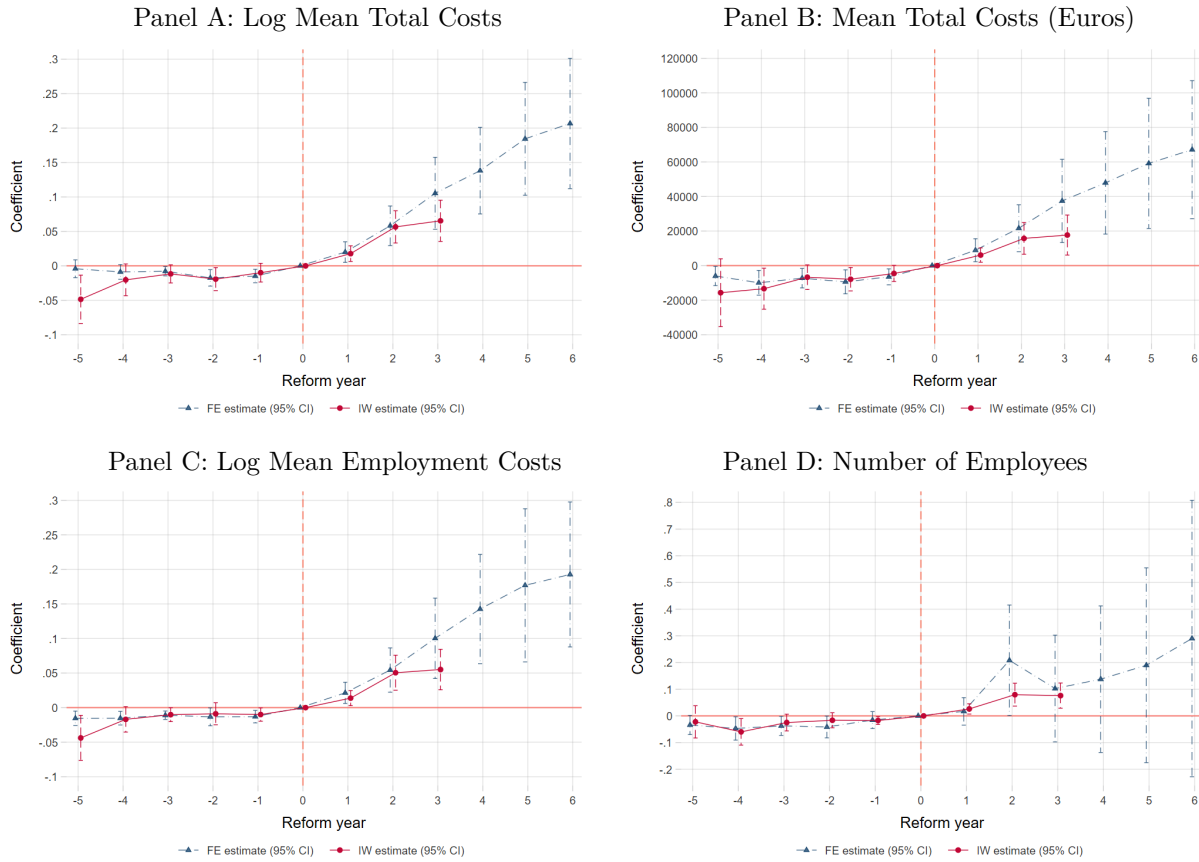 Panel A: Log Mean Total Costs
.3
.25
.2
.15
.1
.05
0
-.05
-.1
Coefficient
-5 -4 -3 -2 -1 0 1 2 3 4 5 6
Reform year
FE estimate (95% CI) IW estimate (95% CI)
Panel B: Mean Total Costs (Euros)
120000
100000
80000
60000
40000
20000
0
-20000
-40000
Coefficient
-5 -4 -3 -2 -1 0 1 2 3 4 5 6
Reform year
FE estimate (95% CI) IW estimate (95% CI)
Panel C: Log Mean Employment Costs
.3
.25
.2
.15
.1
.05
0
-.05
-.1
Coefficient
-5 -4 -3 -2 -1 0 1 2 3 4 5 6
Reform year
FE estimate (95% CI) IW estimate (95% CI)
Panel D: Number of Employees
.8
.7
.6
.5
.4
.3
.2
.1
0
-.1
-.2
Coefficient
-5 -4 -3 -2 -1 0 1 2 3 4 5 6
Reform year
FE estimate (95% CI) IW estimate (95% CI)